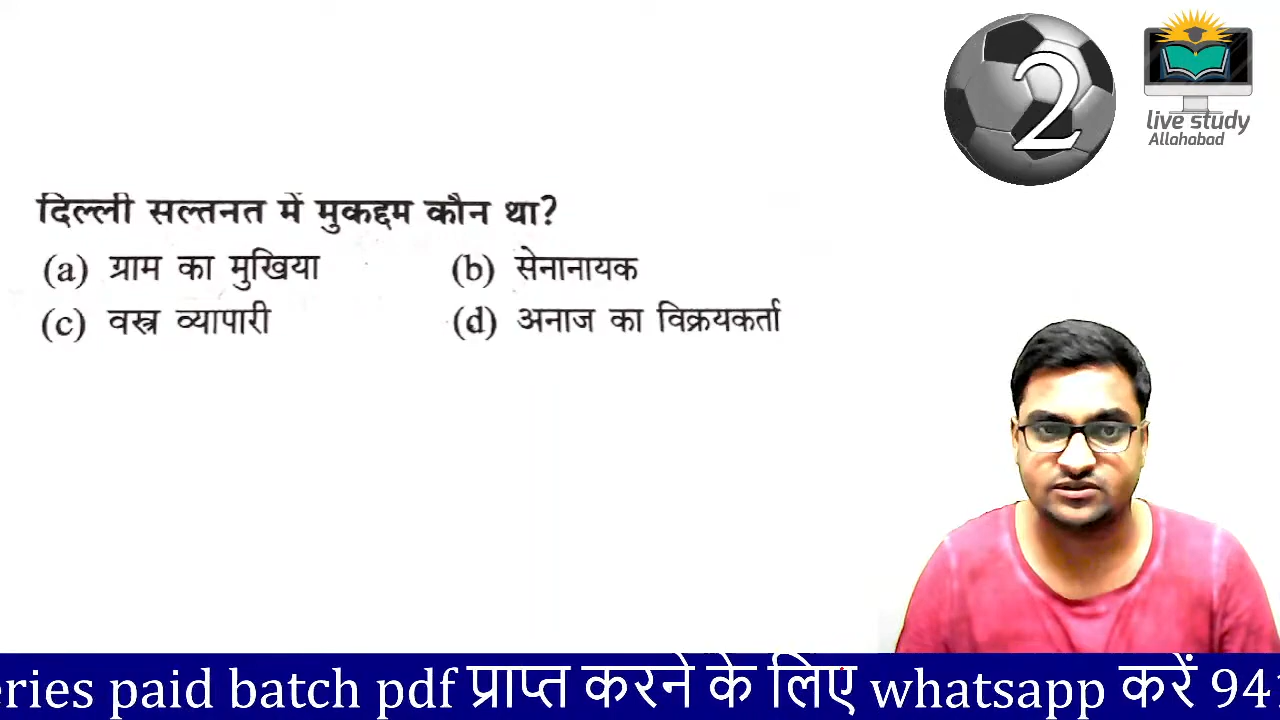 2
live study
Allahabad
दिल्ली सल्तनत में मुकद्दम कौन था?
(a) ग्राम का मुखिया (b) सेनानायक
(c) वस्त्र व्यापारी (d) अनाज का विक्रयकर्ता
eries paid batch pdf प्राप्त करने के लिए whatsapp करें 941